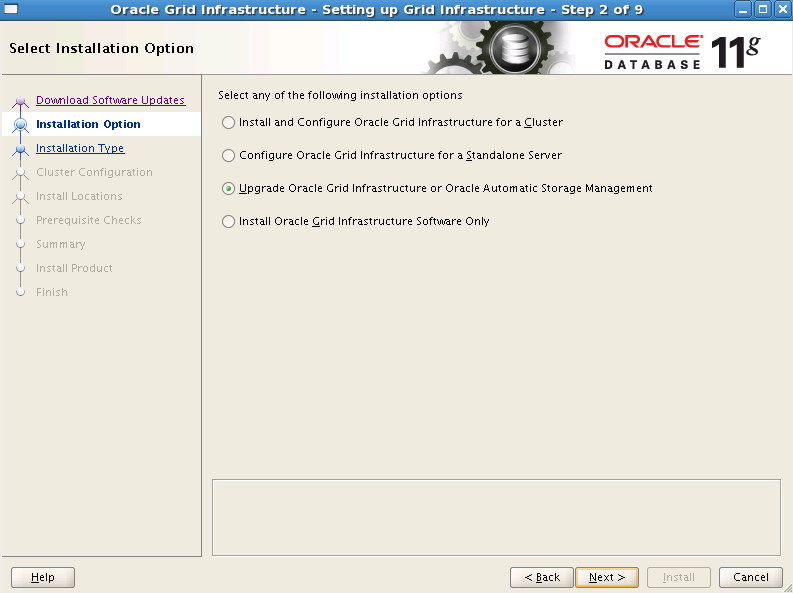 Oracle Grid Infrastructure - Setting up Grid Infrastructure - Step 2 of 9
Select Installation Option
ORACLE
DATABASE
11g
Download Software Updates
Installation Option
Installation Type
Cluster Configuration
Install Locations
Prerequisite Checks
Summary
Install Product
Finish
Select any of the following installation options
Install and Configure Oracle Grid Infrastructure for a Cluster
Configure Oracle Grid Infrastructure for a Standalone Server
Upgrade Oracle Grid Infrastructure or Oracle Automatic Storage Management
Install Oracle Grid Infrastructure Software Only
Help
< Back
Next >
Install
Cancel